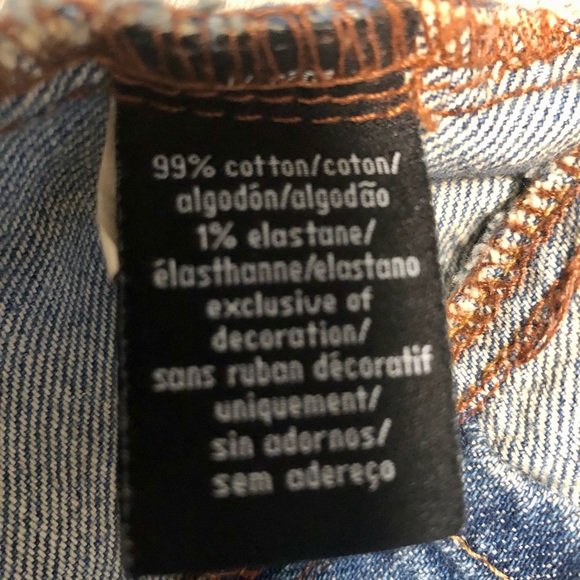 99% cotton/coton/
algodón/algodão
1% elastane/
élasthanne/elastano
exclusive of
decoration/
sans ruban décoratif
uniquement/
sin adornos/
sem adereço